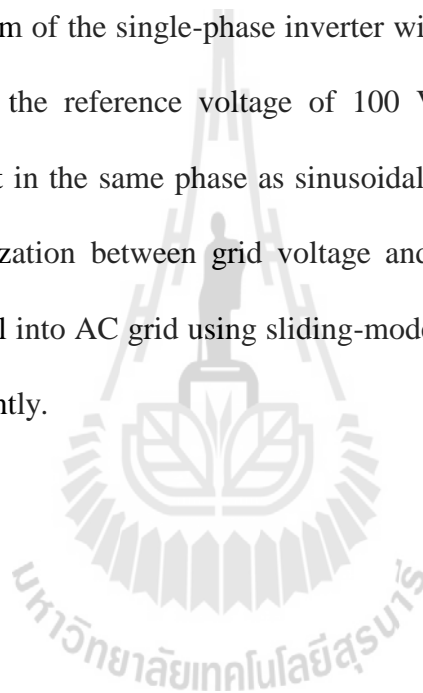 m of the single-phase inverter wi
the reference voltage of 100 V
t in the same phase as sinusoidal
zation between grid voltage and
l into AC grid using sliding-mode
ntly.
มหาวิทยาลัยเทคโนโลยีสุรนารี